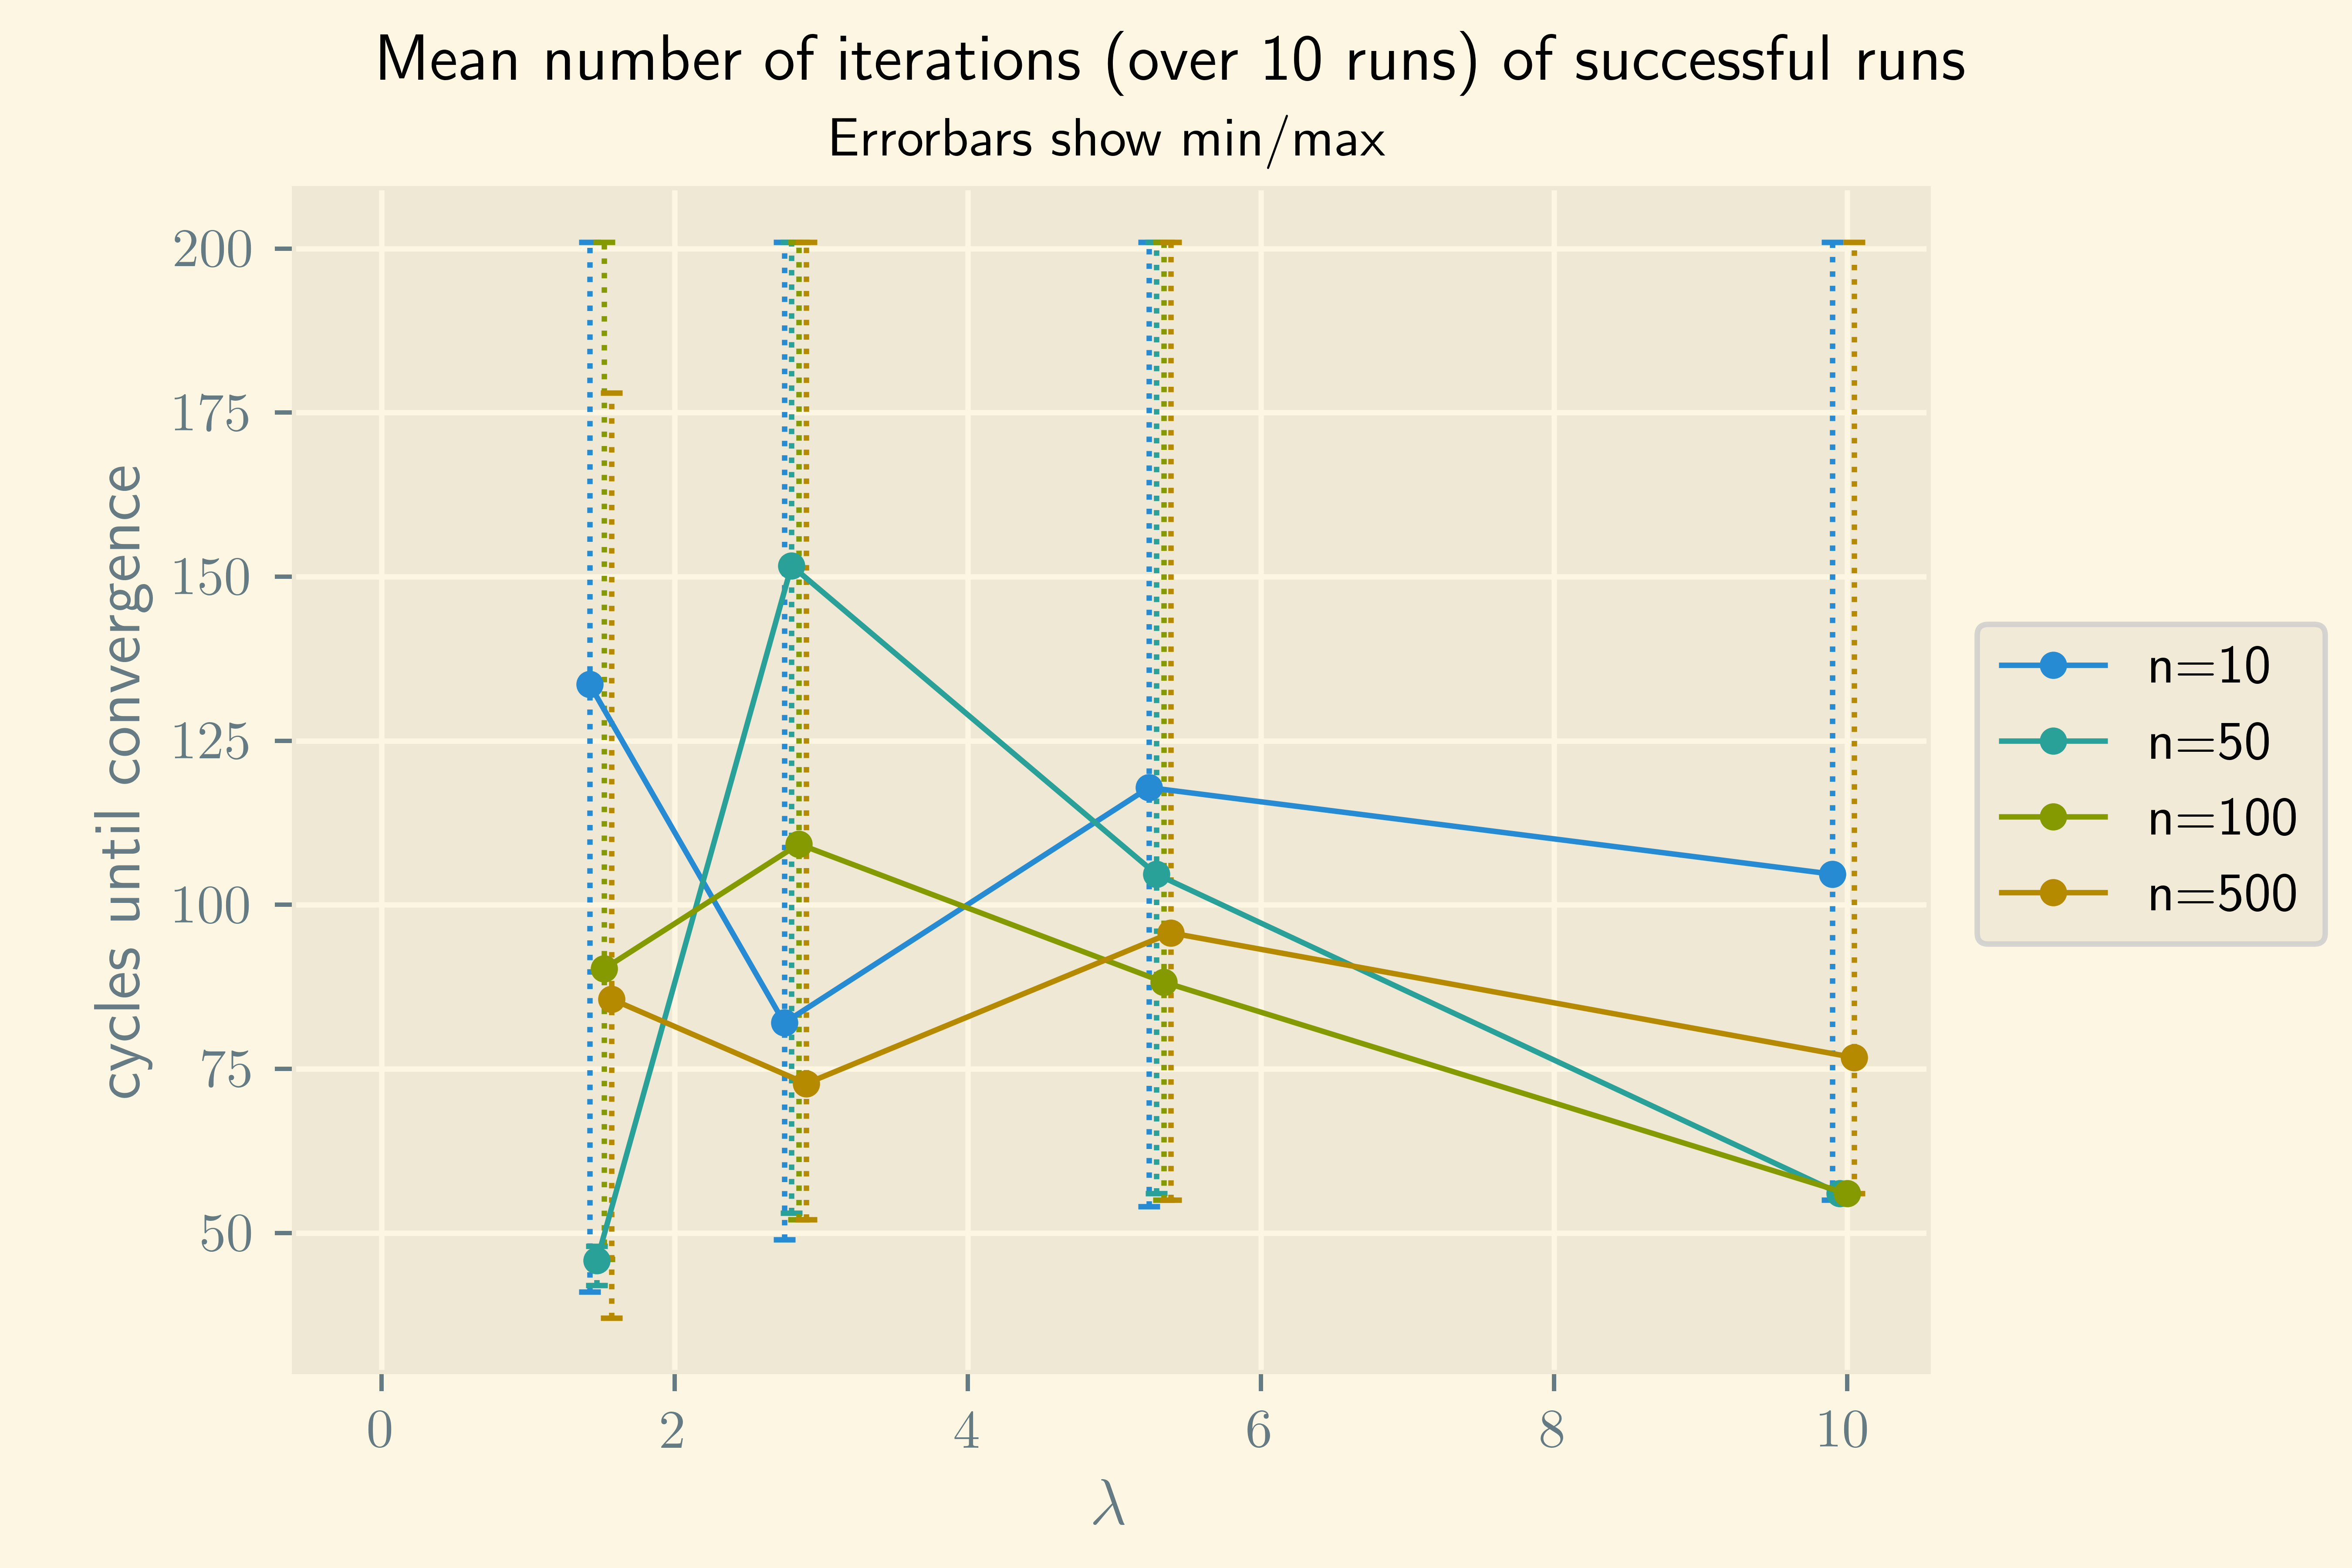 Mean number of iterations (over 10 runs) of successful runs
Errorbars show min/max
200
175
150
125
100
75
50
cycles until convergence
0 2 4 6 8 10
λ
n=10
n=50
n=100
n=500